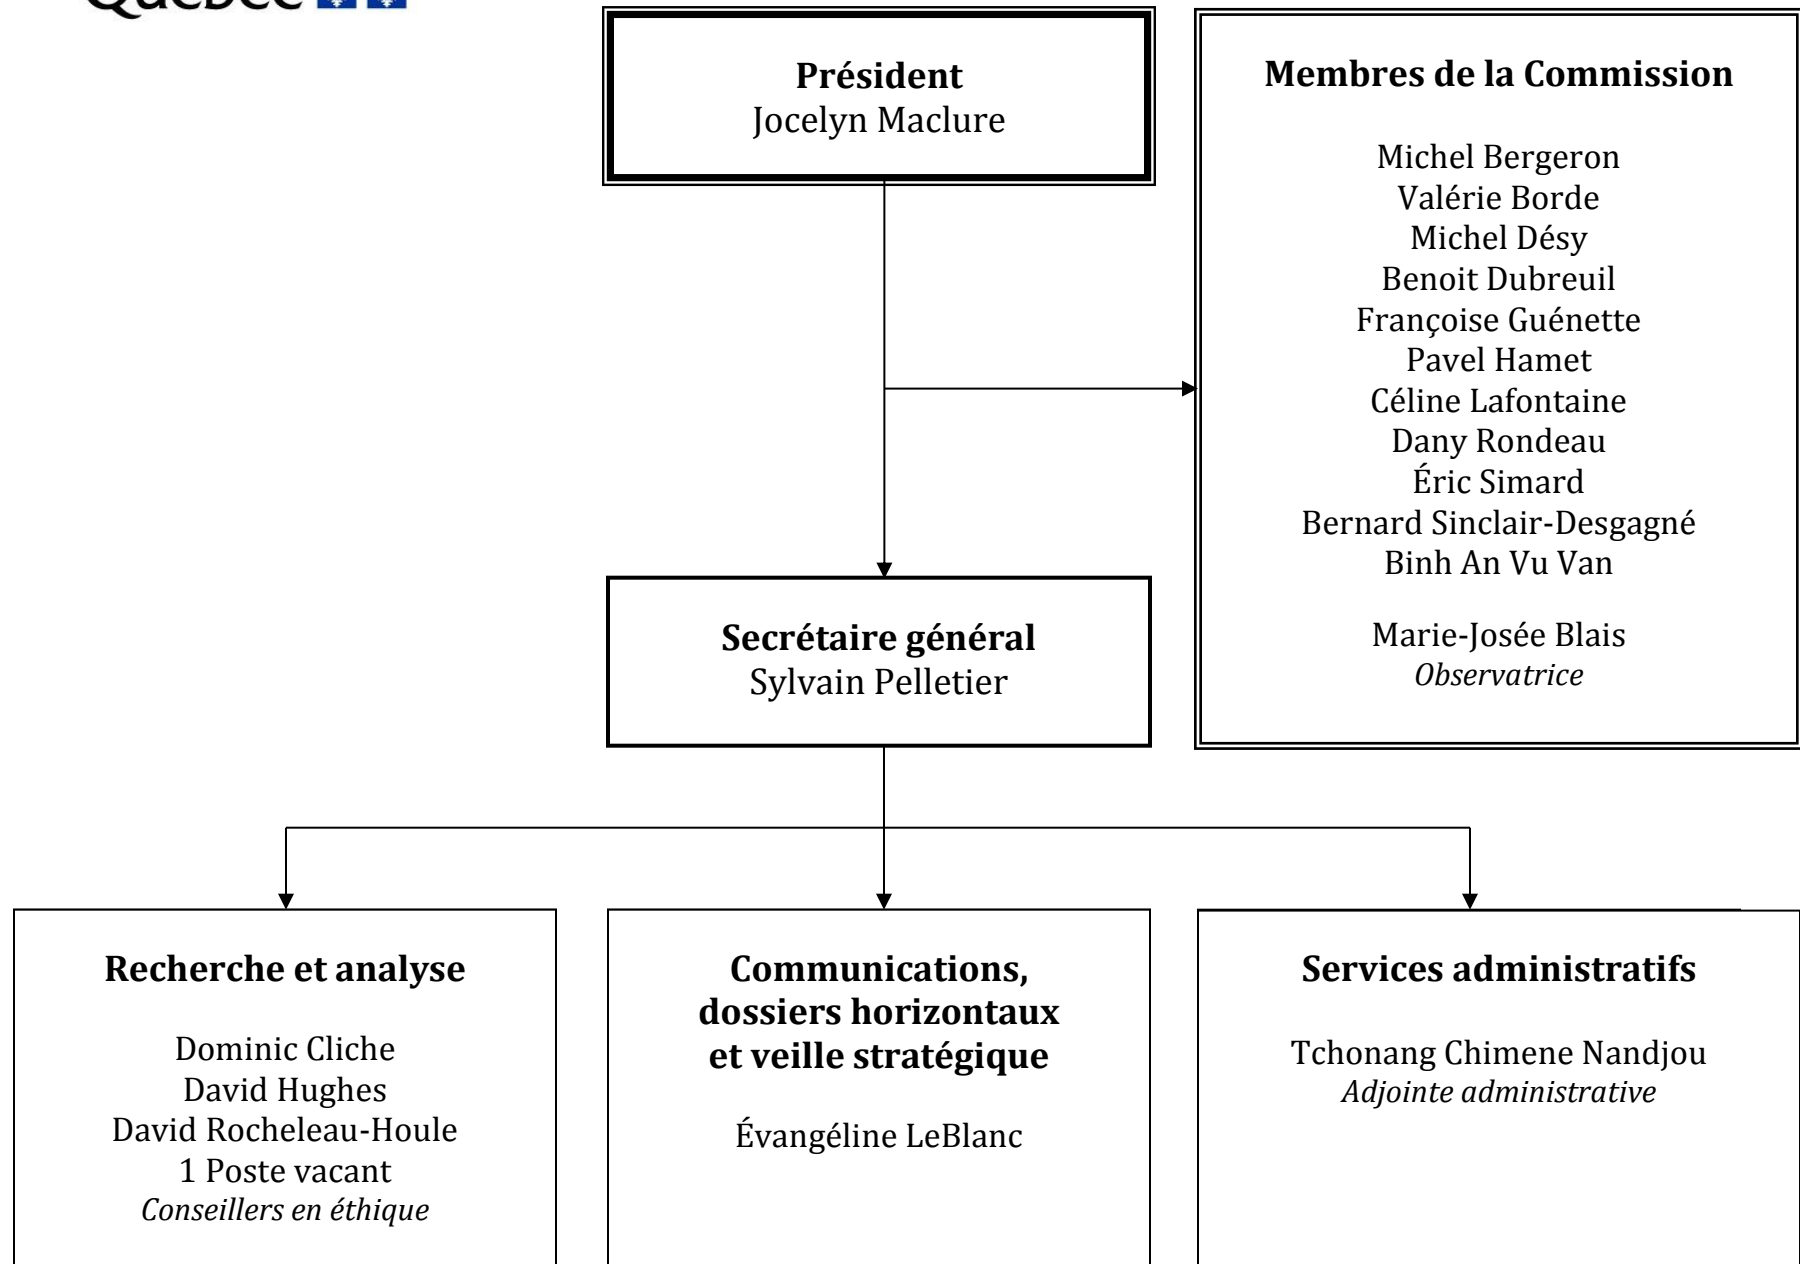 Québec
Président
Jocelyn Maclure
Membres de la Commission
Michel Bergeron
Valérie Borde
Michel Désy
Benoit Dubreuil
Françoise Guénette
Pavel Hamet
Céline Lafontaine
Dany Rondeau
Éric Simard
Bernard Sinclair-Desgagné
Binh An Vu Van
Marie-Josée Blais
Observatrice
Secrétaire général
Sylvain Pelletier
Recherche et analyse
Dominic Cliche
David Hughes
David Rocheleau-Houle
1 Poste vacant
Conseillers en éthique
Communications,
dossiers horizontaux
et veille stratégique
Évangéline LeBlanc
Services administratifs
Tchonang Chimene Nandjou
Adjointe administrative